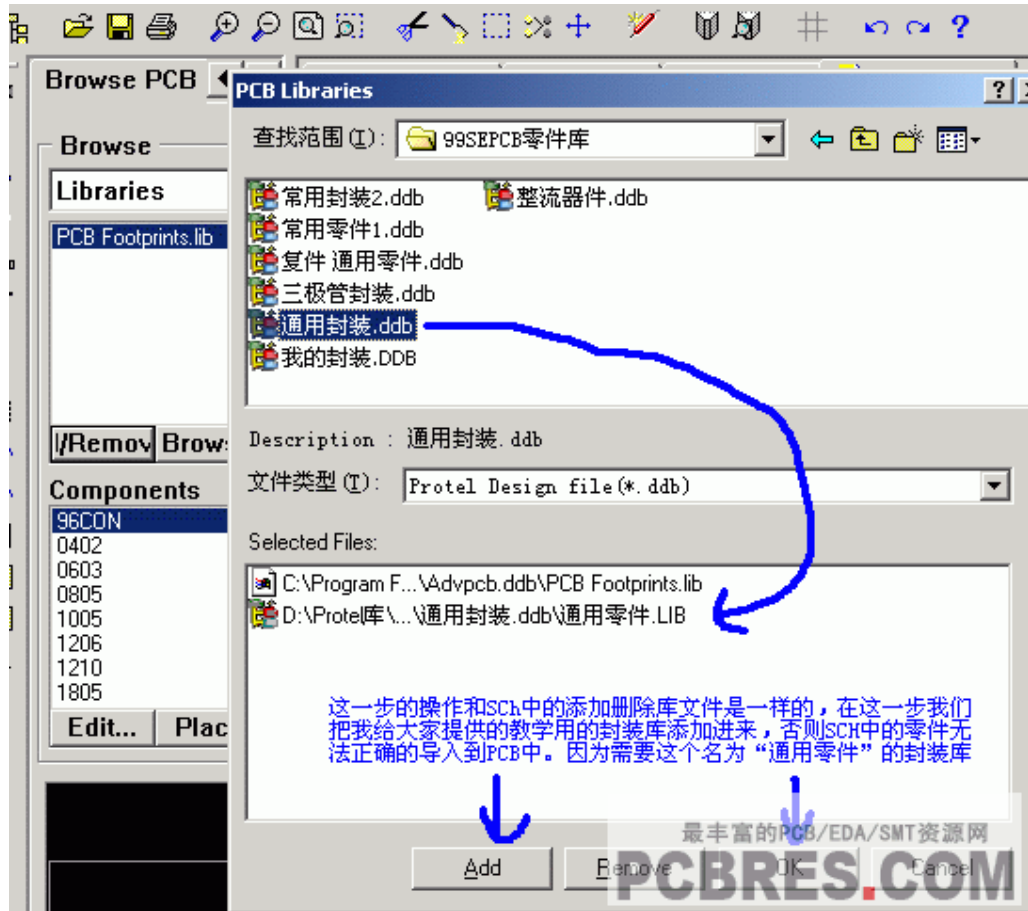 Browse PCB
PCB Libraries
查找范围(I):
99SEPCB零件库
Browse
Libraries
PCB Footprints.lib
常用封装2.ddb
整流器件.ddb
常用零件1.ddb
复件 通用零件.ddb
三极管封装.ddb
通用封装.ddb
我的封装.DDB
/Remov
Brow
Description : 通用封装.ddb
文件类型(T):
Protel Design file(*.ddb)
Components
96CON
0402
0603
0805
1005
1206
1210
1805
Edit...
Plac
Selected Files:
C:\Program F...\Advpcb.ddb\PCB Footprints.lib
D:\Protel库\...\通用封装.ddb\通用零件.LIB
这一步的操作和SCh中的添加删除库文件是一样的，在这一步我们
把我给大家提供的教学用的封装库添加进来，否则SCH中的零件无
法正确的导入到PCB中。因为需要这个名为“通用零件”的封装库
最丰富的PCB/EDA/SMT资源网
PCBRES.COM
Add
Remove
OK
Cancel